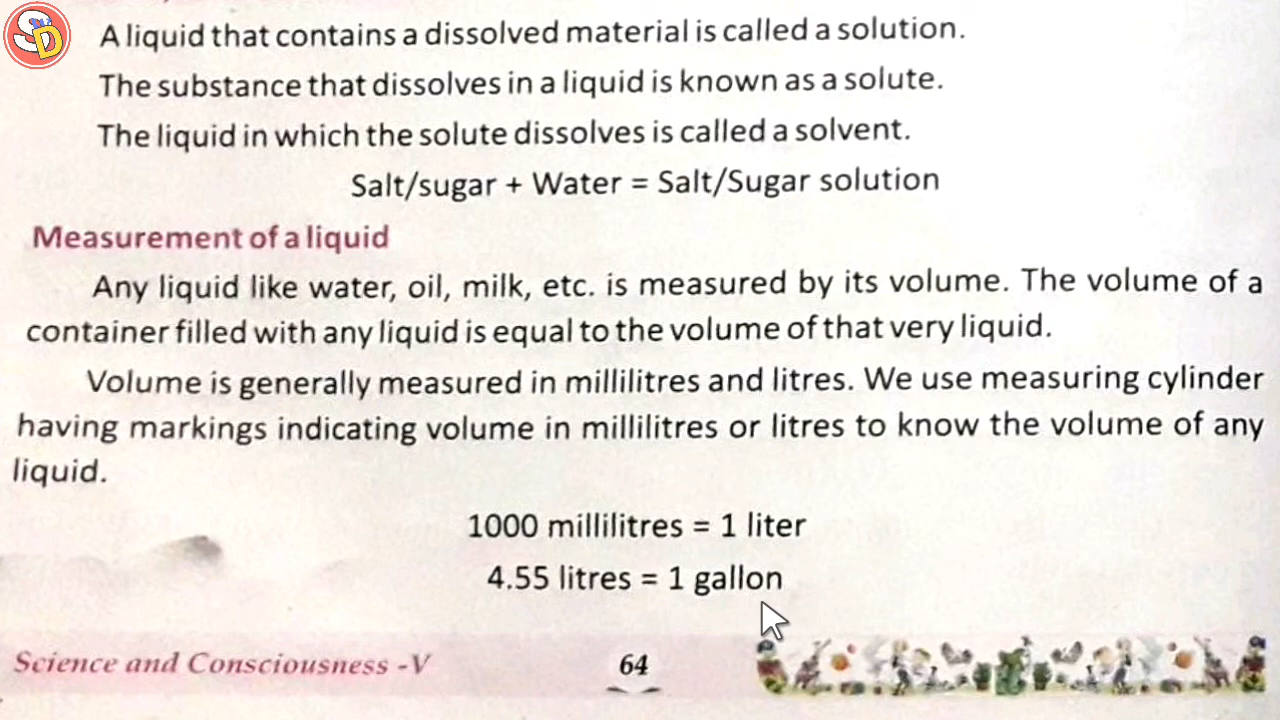 SD
A liquid that contains a dissolved material is called a solution.
The substance that dissolves in a liquid is known as a solute.
The liquid in which the solute dissolves is called a solvent.
Salt/sugar + Water = Salt/Sugar solution
Measurement of a liquid
Any liquid like water, oil, milk, etc. is measured by its volume. The volume of a
container filled with any liquid is equal to the volume of that very liquid.
Volume is generally measured in millilitres and litres. We use measuring cylinder
having markings indicating volume in millilitres or litres to know the volume of any
liquid.
1000 millilitres = 1 liter
4.55 litres = 1 gallon
Science and Consciousness -V
64